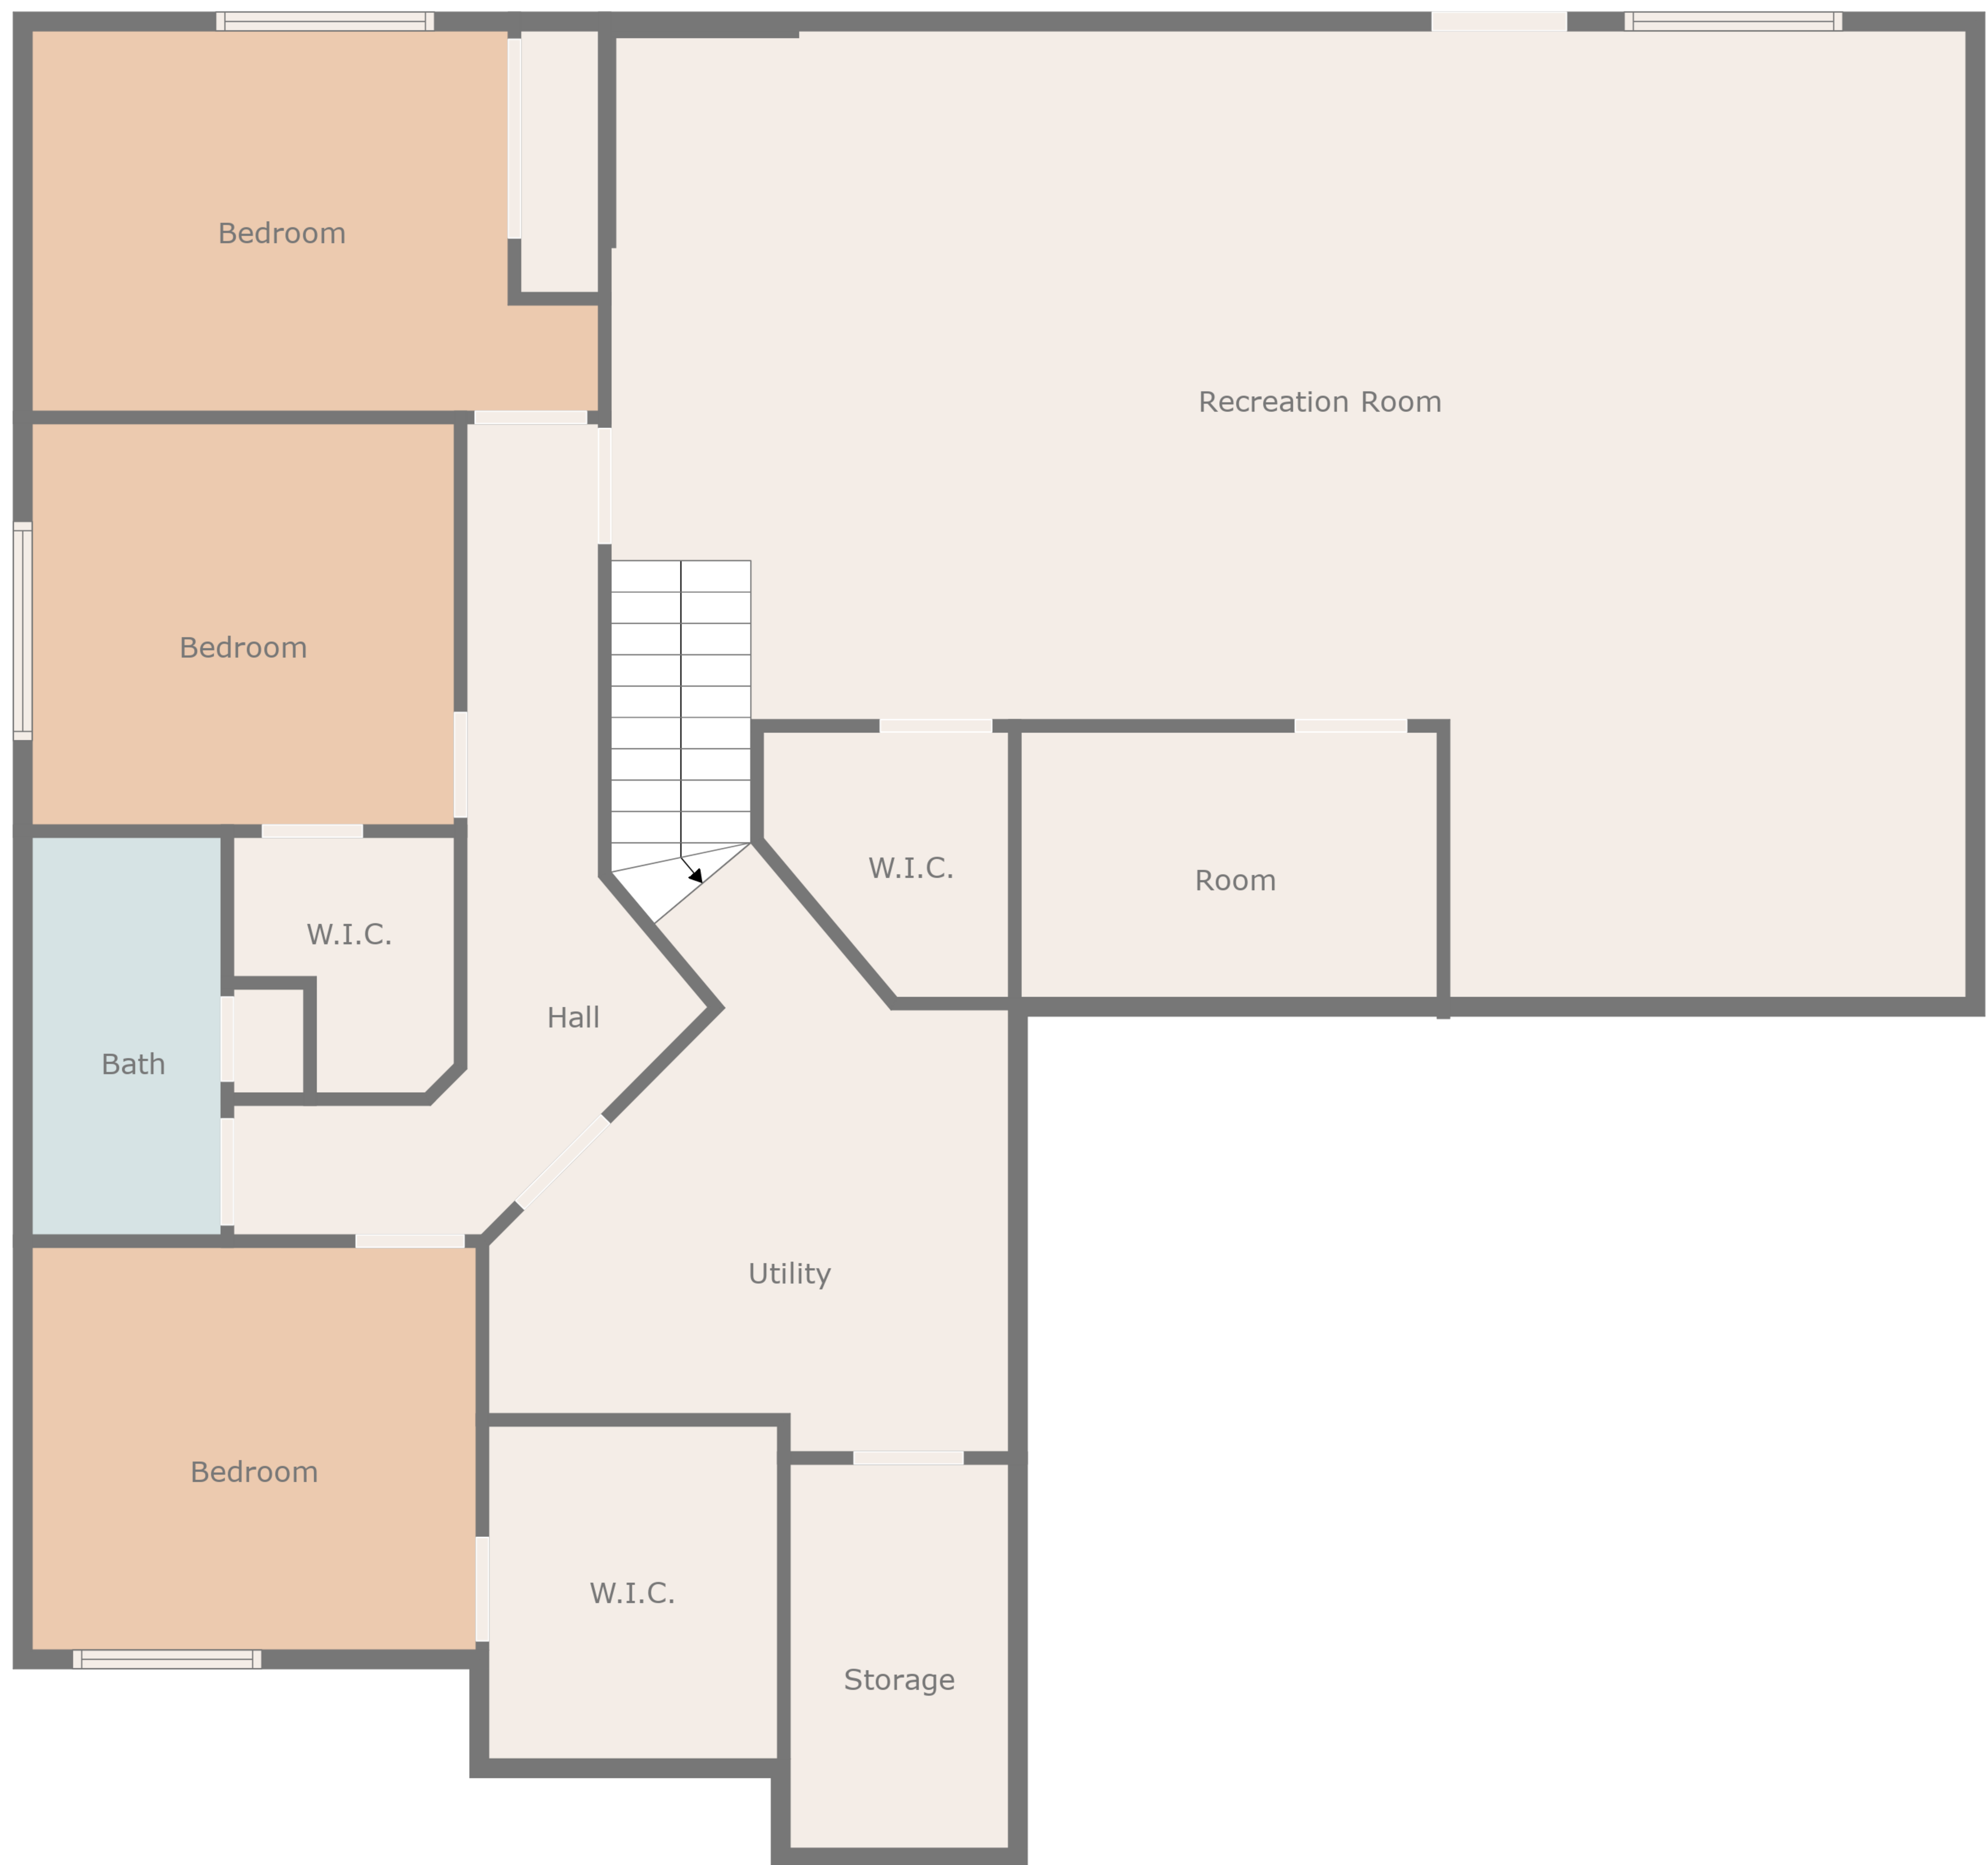 Bedroom
Recreation Room
Bedroom
W.I.C.
Room
W.I.C.
Hall
Bath
Utility
Bedroom
W.I.C.
Storage